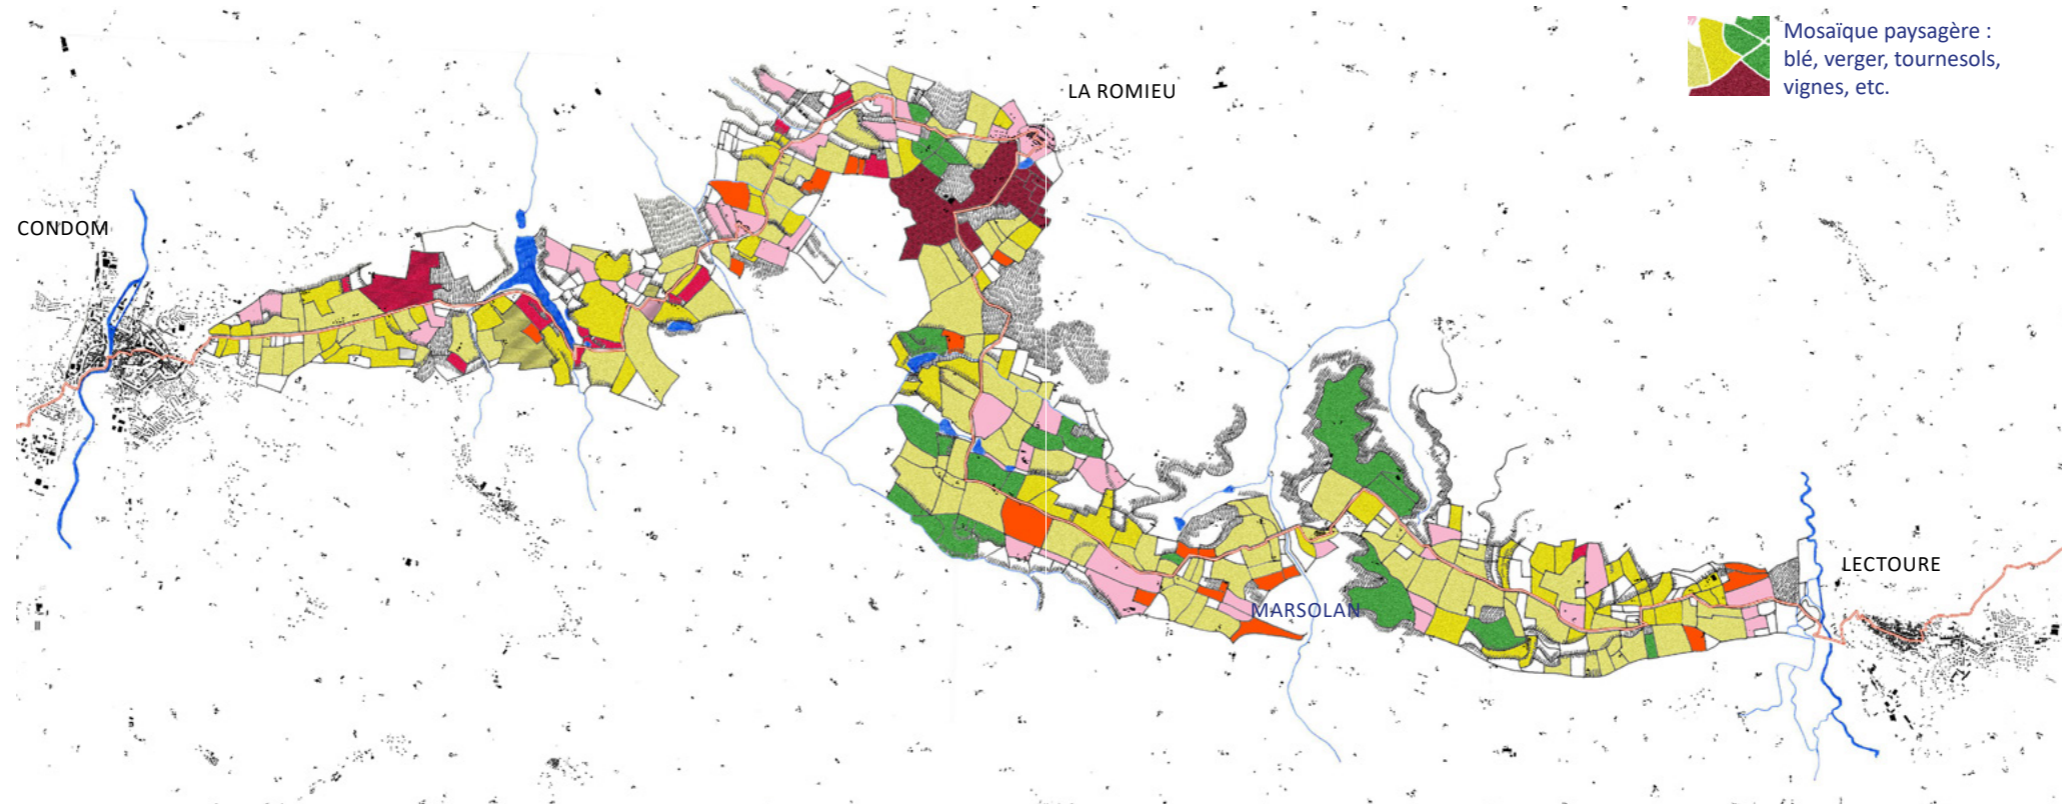 Mosaïque paysagère :
blé, verger, tournesols,
vignes, etc.
LA ROMIEU
CONDOM
LECTOURE
MARSOLAN